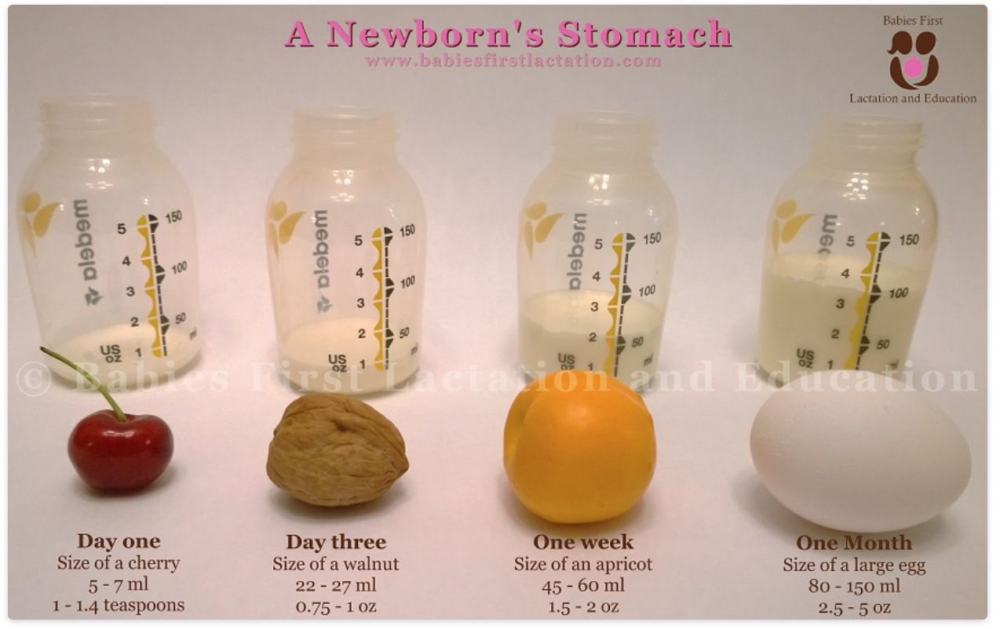 A Newborn's Stomach
www.babiesfirstlactation.com
Babies First
Lactation and Education
medela
5 150
4 100
3
2 50
US OZ 1 ml
medela
5 150
4 100
3
2 50
US OZ 1 ml
medela
5 150
4 100
3
2 50
US OZ 1 ml
medela
5 150
4 100
3
2 50
US OZ 1 ml
© Babies First Lactation and Education
Day one
Size of a cherry
5 - 7 ml
1 - 1.4 teaspoons
Day three
Size of a walnut
22 - 27 ml
0.75 - 1 oz
One week
Size of an apricot
45 - 60 ml
1.5 - 2 oz
One Month
Size of a large egg
80 - 150 ml
2.5 - 5 oz